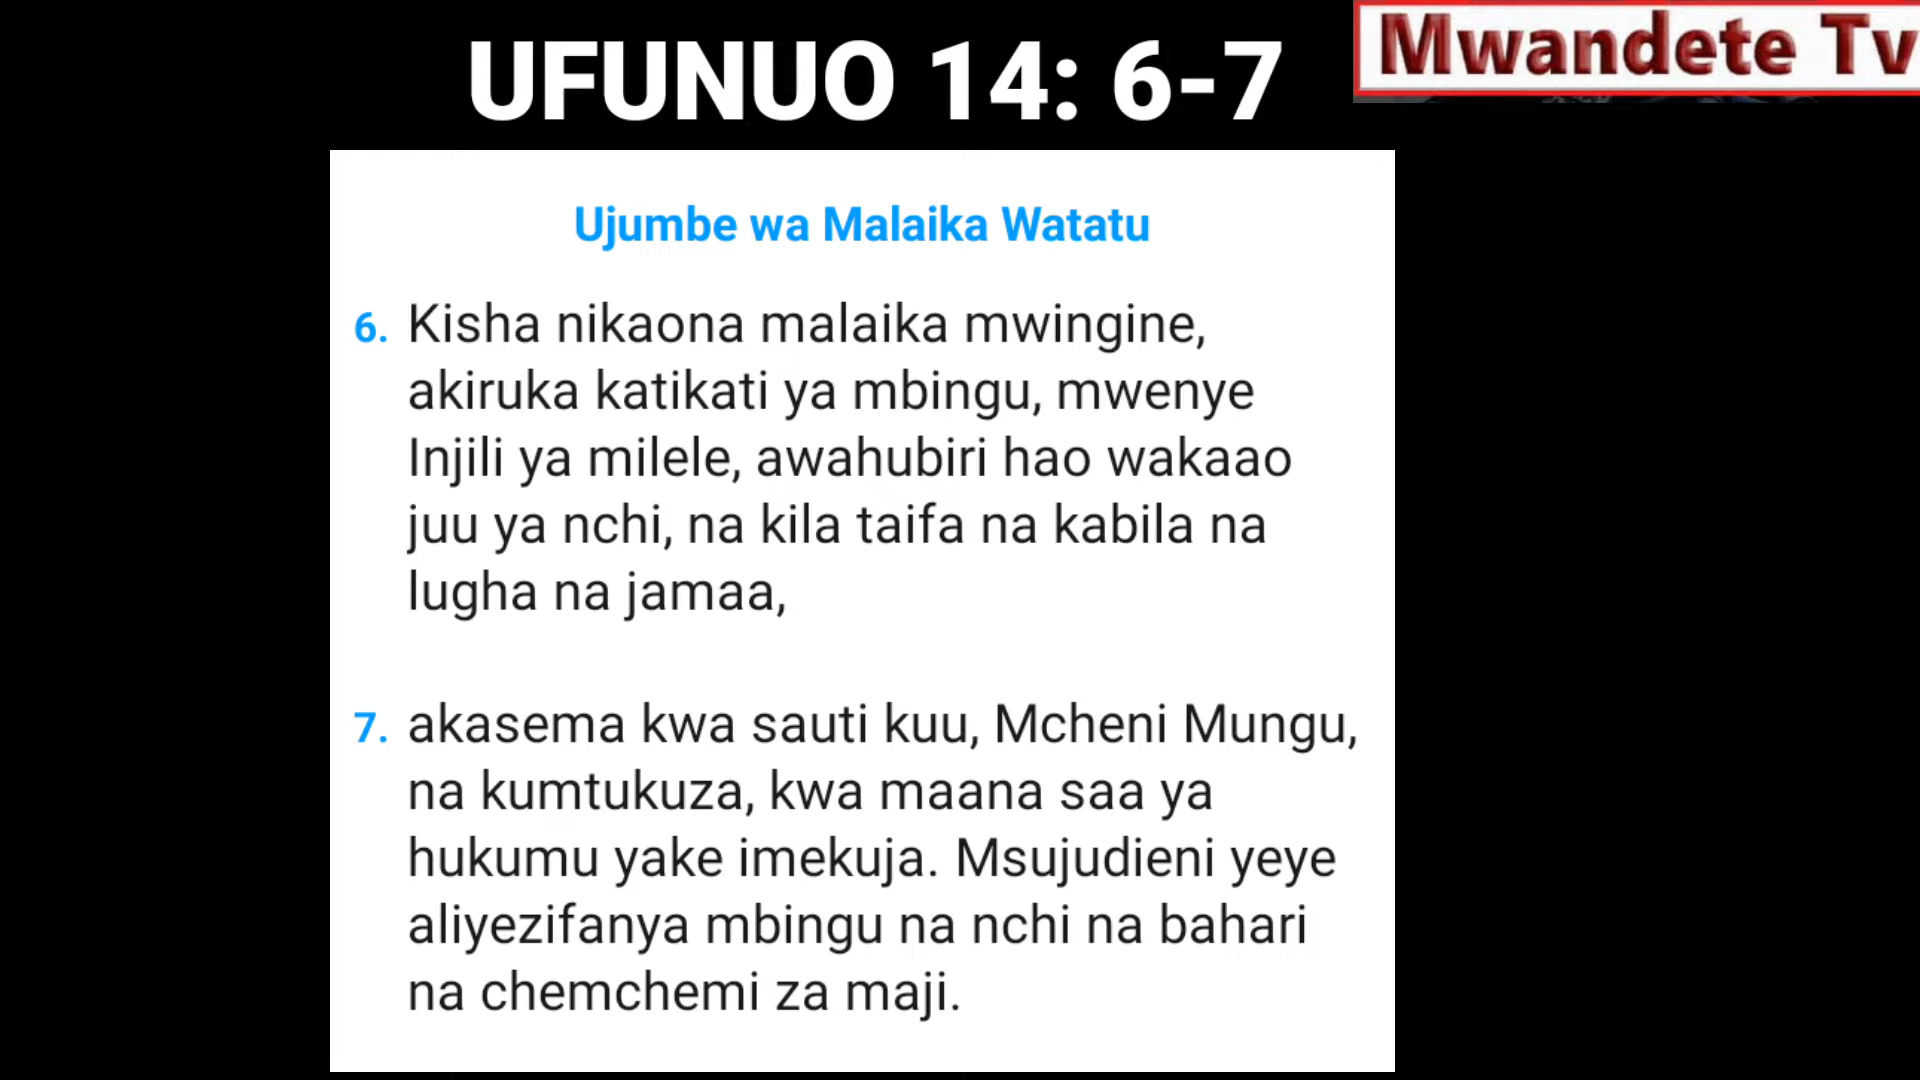 UFUNUO 14: 6-7
Mwandete Tv
Ujumbe wa Malaika Watatu
6. Kisha nikaona malaika mwingine,
akiruka katikati ya mbingu, mwenye
Injili ya milele, awahubiri hao wakaao
juu ya nchi, na kila taifa na kabila na
lugha na jamaa,
7. akasema kwa sauti kuu, Mcheni Mungu,
na kumtukuza, kwa maana saa ya
hukumu yake imekuja. Msujudieni yeye
aliyezifanya mbingu na nchi na bahari
na chemchemi za maji.